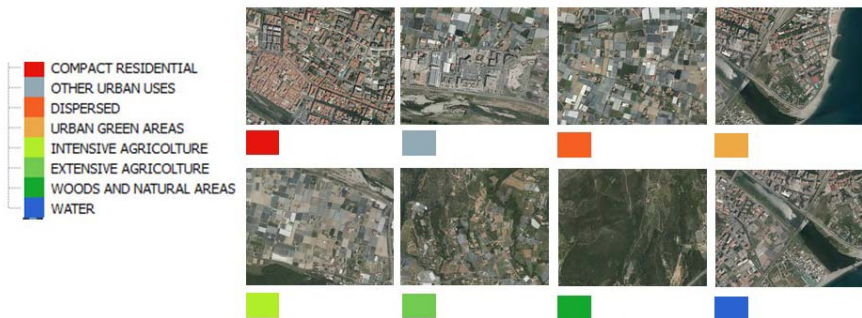 COMPACT RESIDENTIAL
OTHER URBAN USES
DISPERSED
URBAN GREEN AREAS
INTENSIVE AGRICOLTURE
EXTENSIVE AGRICOLTURE
WOODS AND NATURAL AREAS
WATER